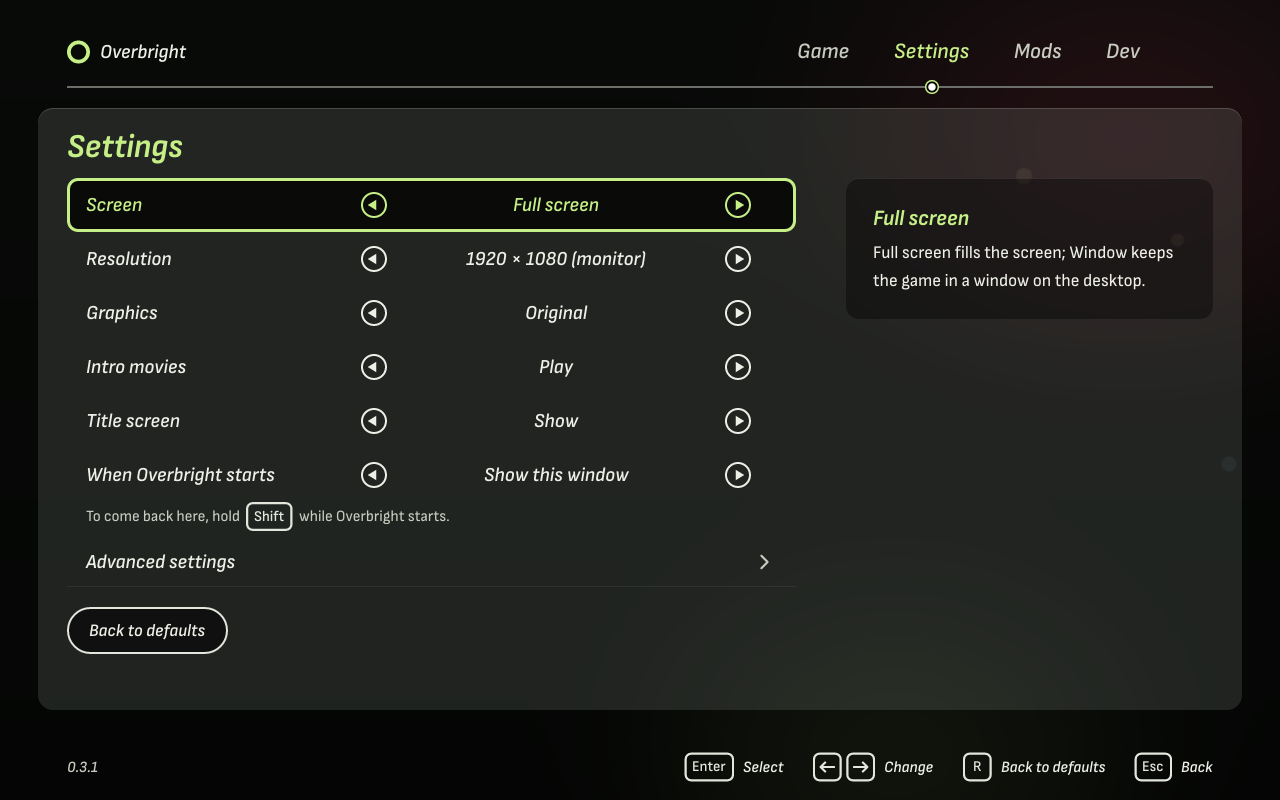 Overbright
Game Settings Mods Dev
Settings
Screen Full screen
Resolution 1920 × 1080 (monitor)
Graphics Original
Intro movies Play
Title screen Show
When Overbright starts Show this window
To come back here, hold Shift while Overbright starts.
Advanced settings
Back to defaults
Full screen
Full screen fills the screen; Window keeps
the game in a window on the desktop.
0.3.1
Enter Select ← → Change R Back to defaults Esc Back